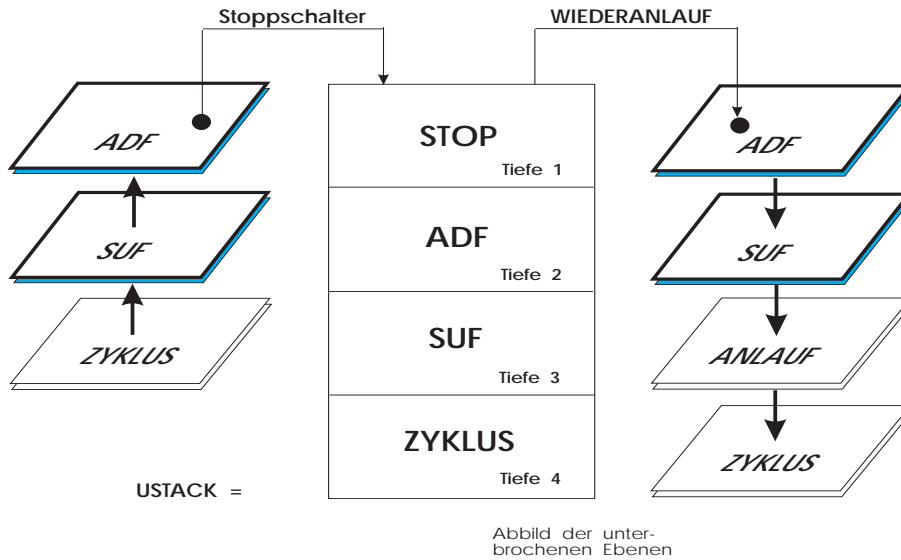 Stoppschalter
WIEDERANLAUF
ADF
SUF
ZYKLUS
STOP
Tiefe 1
ADF
Tiefe 2
SUF
Tiefe 3
ZYKLUS
Tiefe 4
ADF
SUF
ANLAUF
ZYKLUS
USTACK =
Abbild der unter-
brochenen Ebenen